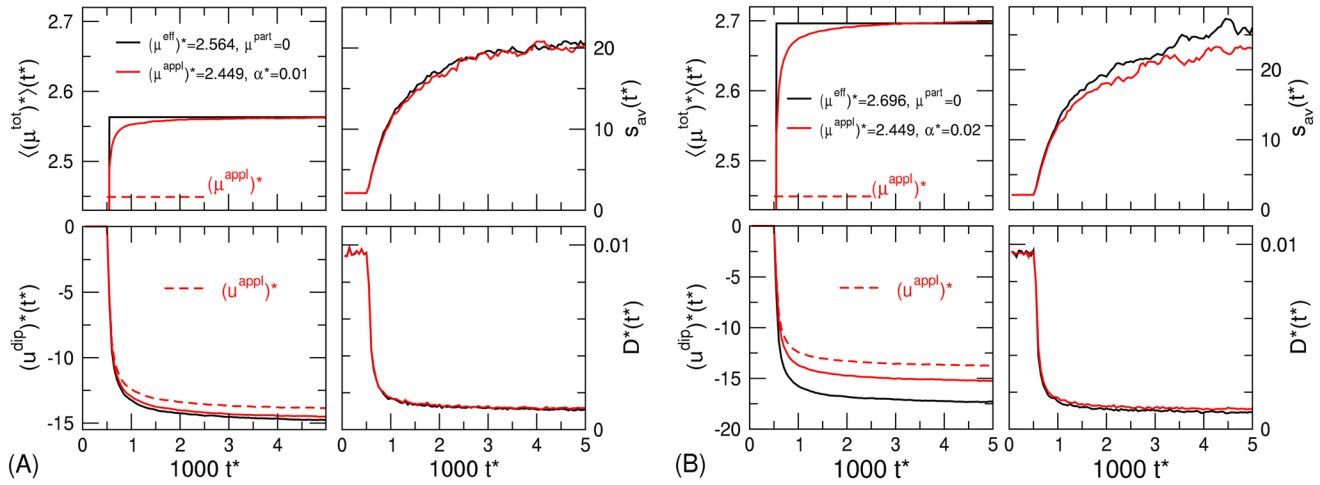 2.7
2.6
2.5
⟨(μ^tot)*⟩(t*)
(μ^eff)*=2.564, μ^part=0
(μ^appl)*=2.449, α*=0.01
(μ^appl)*
20
10
0
s_av(t*)
0
-5
-10
-15
(u^dip)*(t*)
(u^appl)*
0 1 2 3 4
1000 t*
0.01
0
D*(t*)
0 1 2 3 4 5
1000 t*
(A)
2.7
2.6
2.5
⟨(μ^tot)*⟩(t*)
(μ^eff)*=2.696, μ^part=0
(μ^appl)*=2.449, α*=0.02
(μ^appl)*
20
10
0
s_av(t*)
0
-5
-10
-15
-20
(u^dip)*(t*)
(u^appl)*
0 1 2 3 4 5
1000 t*
0.01
0
D*(t*)
0 1 2 3 4 5
1000 t*
(B)